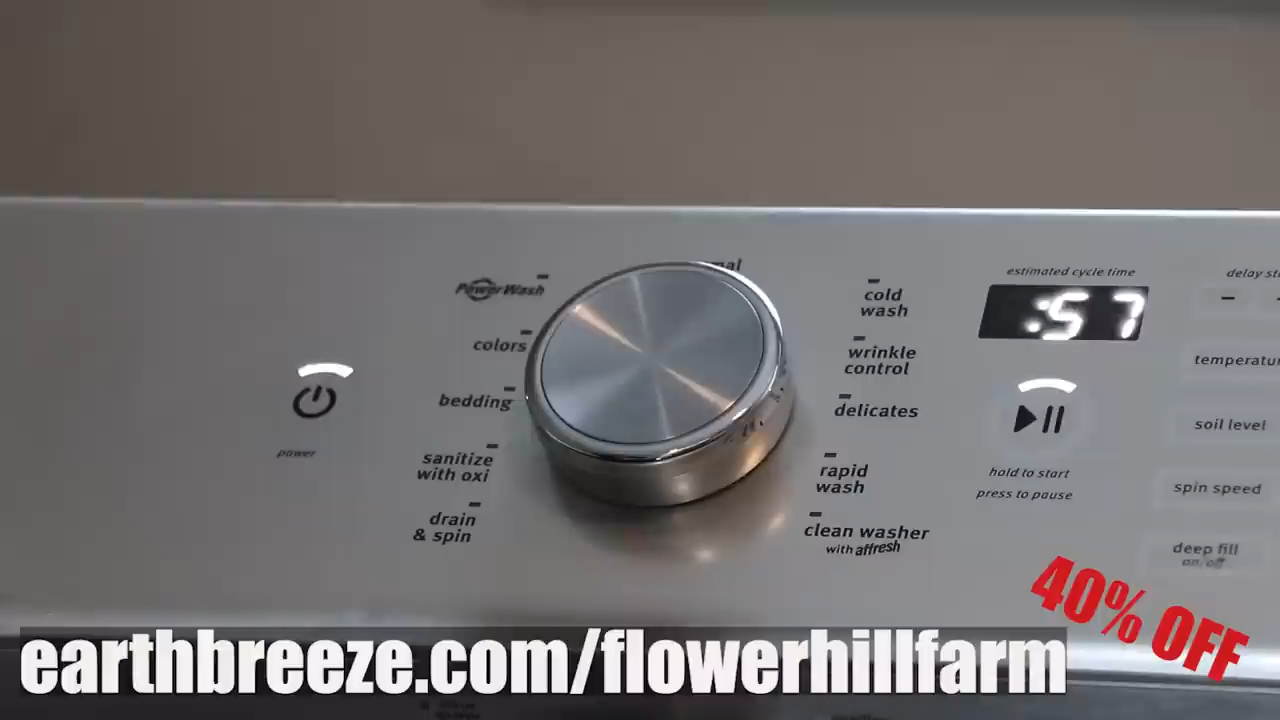 PowerWash
colors
bedding
sanitize
with oxi
drain
& spin
power
cold
wash
wrinkle
control
delicates
rapid
wash
clean washer
with affresh
estimated cycle time
:57
hold to start
press to pause
delay
soil level
spin speed
deep fill
on/off
40% OFF
earthbreeze.com/flowerhillfarm